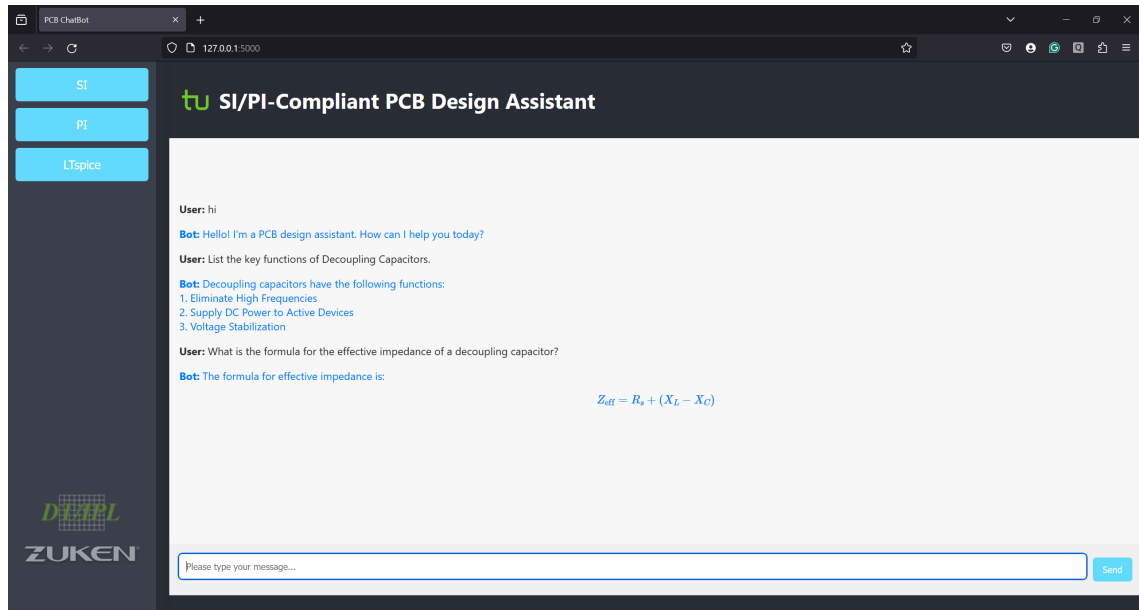 PCB ChatBot
127.0.0.1:5000
SI
PI
LTspice
tu SI/PI-Compliant PCB Design Assistant
User: hi
Bot: Hello! I'm a PCB design assistant. How can I help you today?
User: List the key functions of Decoupling Capacitors.
Bot: Decoupling capacitors have the following functions:
1. Eliminate High Frequencies
2. Supply DC Power to Active Devices
3. Voltage Stabilization
User: What is the formula for the effective impedance of a decoupling capacitor?
Bot: The formula for effective impedance is:
Z_eff = R_s + (X_L − X_C)
ZUKEN
Please type your message...
Send